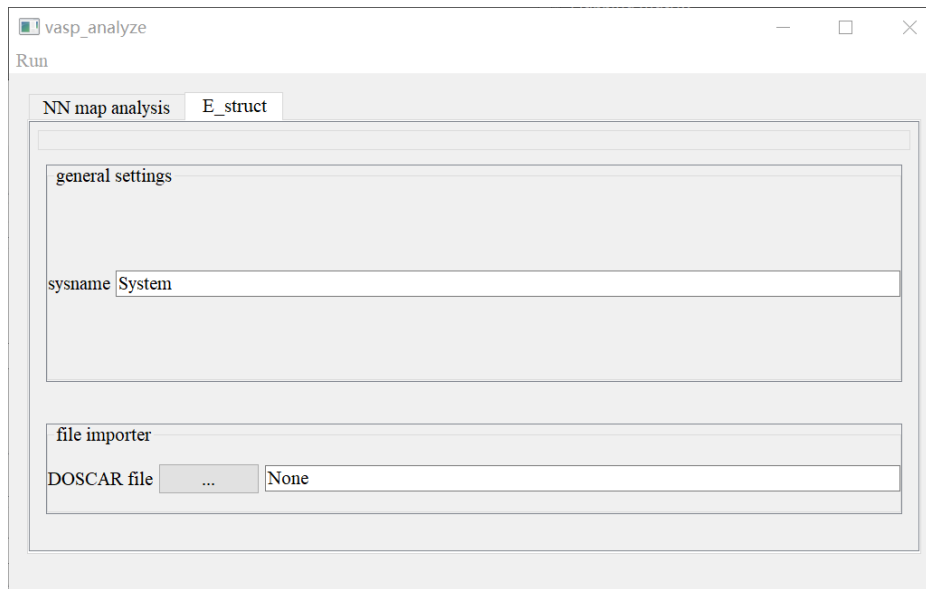 vasp_analyze
Run
NN map analysis E_struct
general settings
sysname System
file importer
DOSCAR file ... None